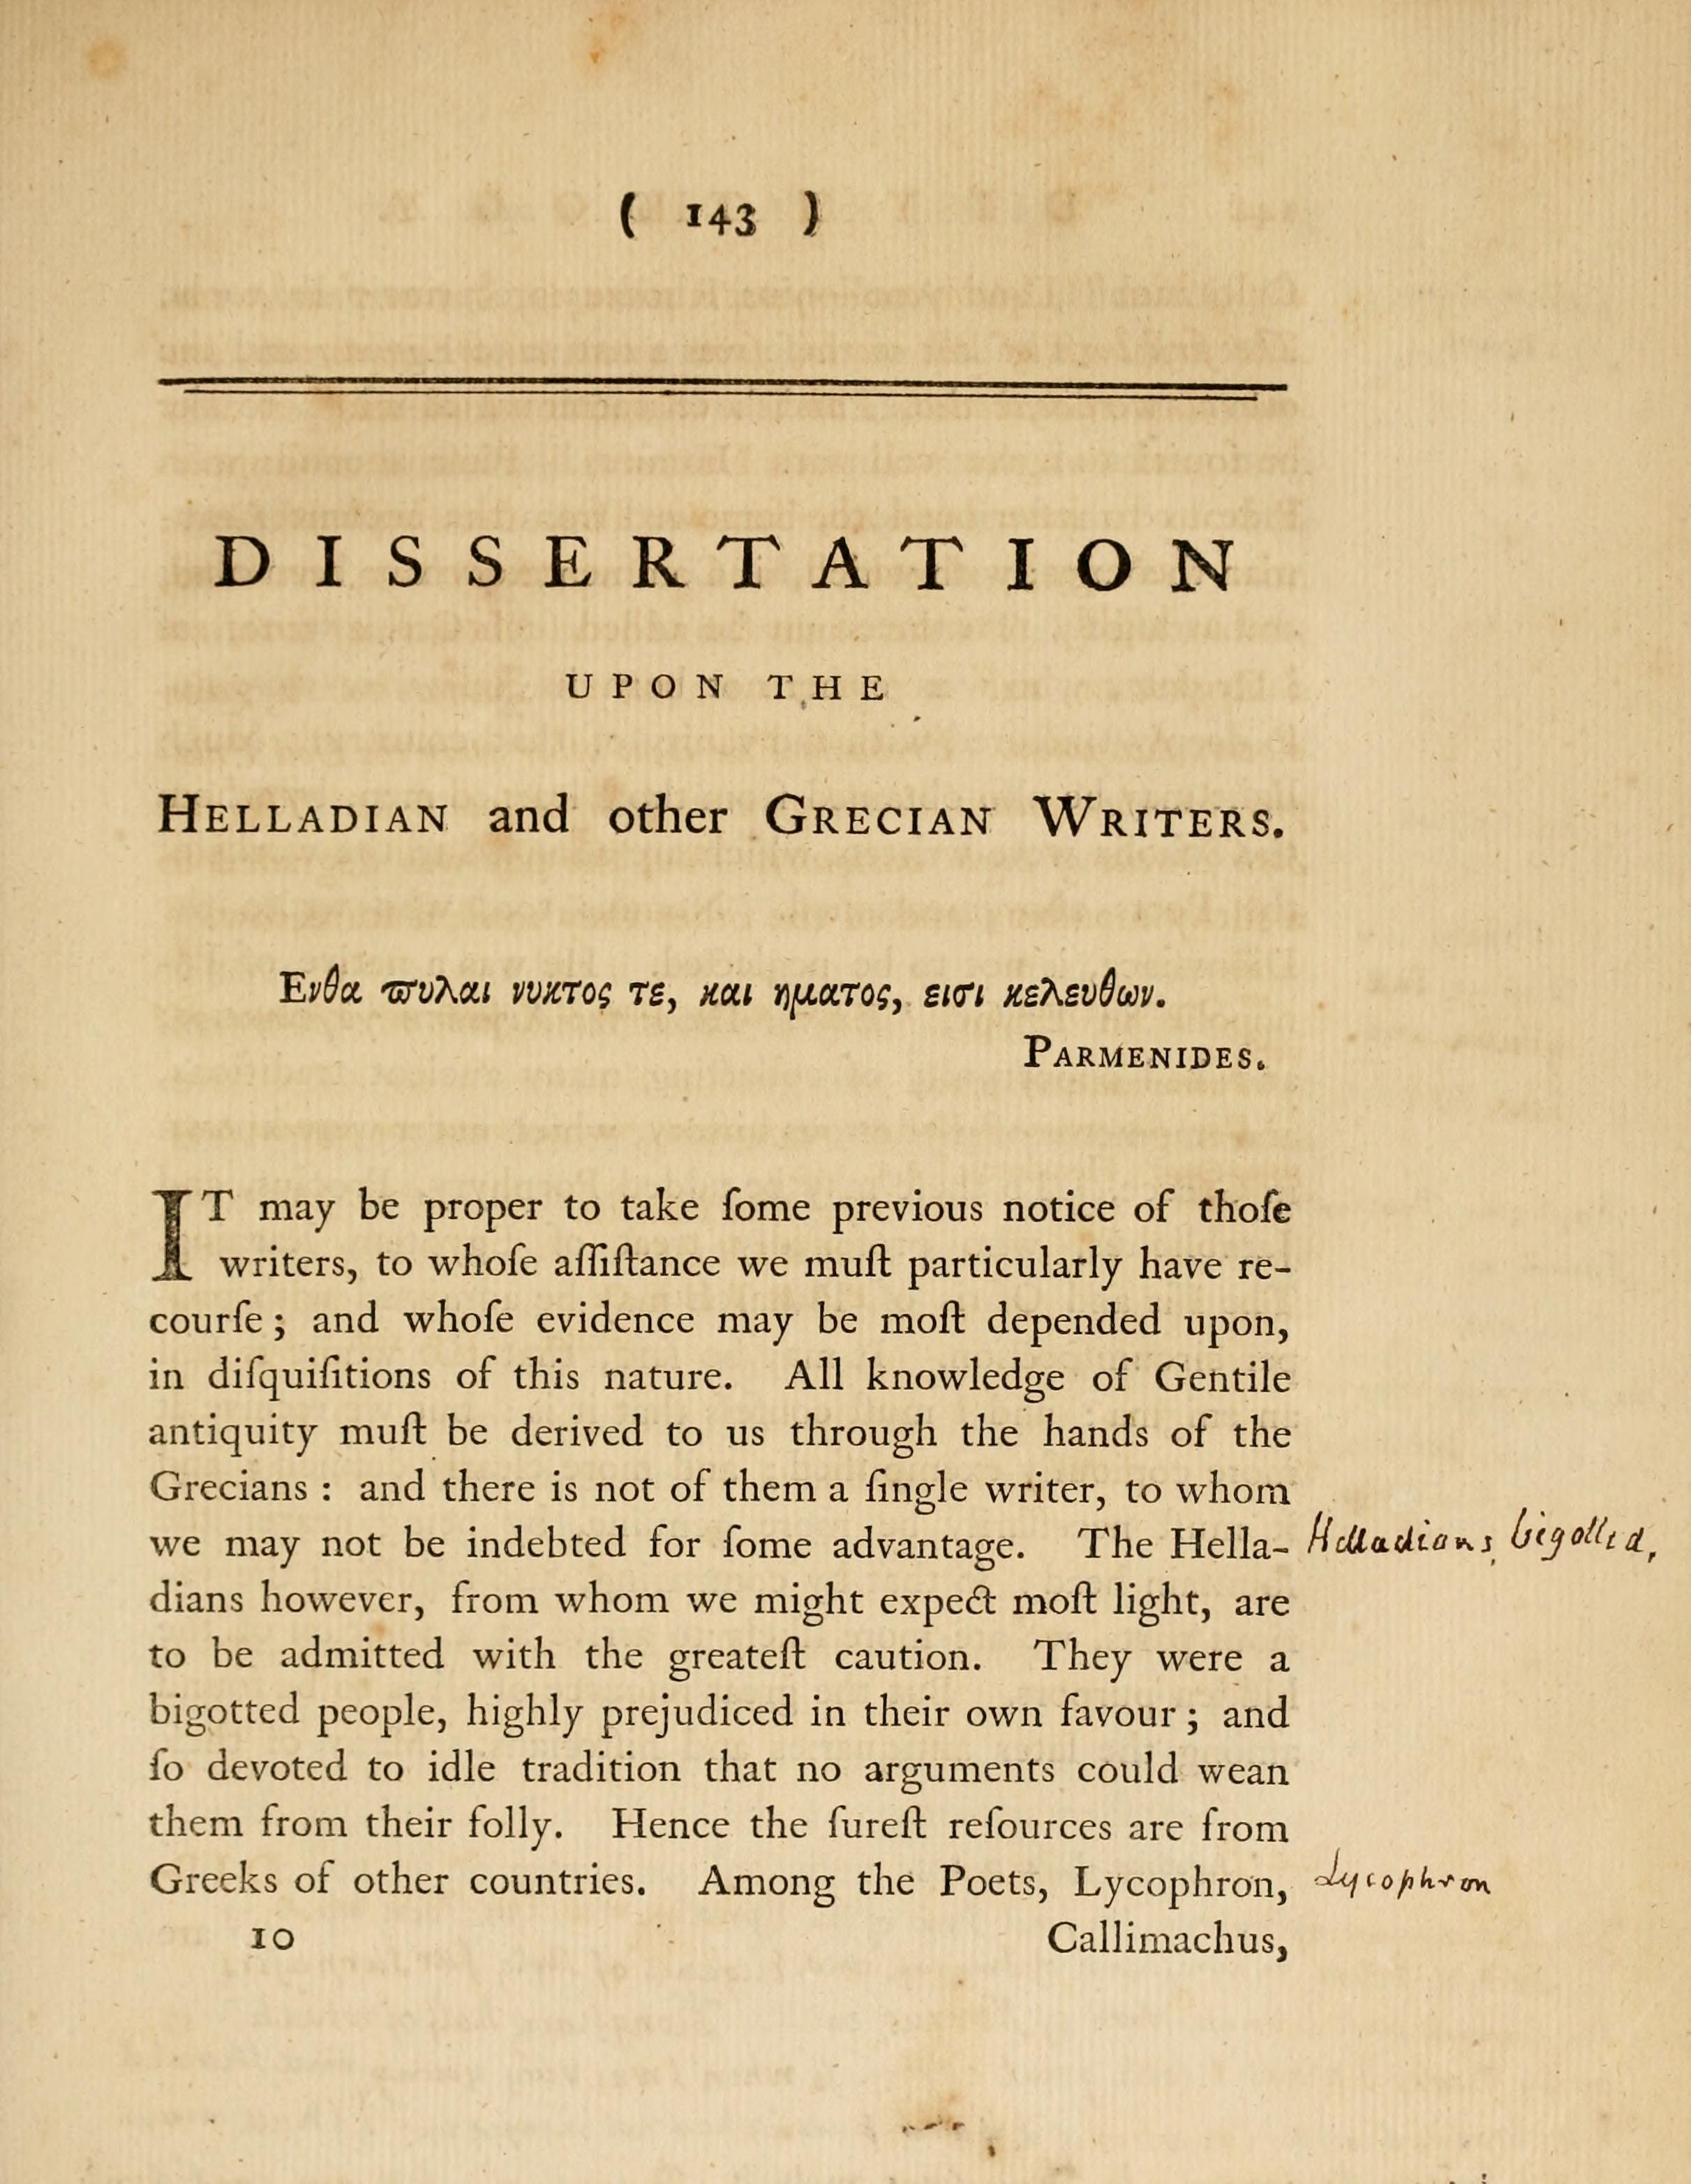 ( 143 )
DISSERTATION
UPON THE
HELLADIAN and other GRECIAN WRITERS.
Ενθα ϖυλαι νυκτος τε, και ηματος, εισι κελευθων.
PARMENIDES.
IT may be proper to take ſome previous notice of thoſe
writers, to whoſe aſſiſtance we muſt particularly have re-
courſe; and whoſe evidence may be moſt depended upon,
in diſquiſitions of this nature. All knowledge of Gentile
antiquity muſt be derived to us through the hands of the
Grecians: and there is not of them a ſingle writer, to whom
we may not be indebted for ſome advantage. The Hella- Helladians bigotted,
dians however, from whom we might expect moſt light, are
to be admitted with the greateſt caution. They were a
bigotted people, highly prejudiced in their own favour; and
ſo devoted to idle tradition that no arguments could wean
them from their folly. Hence the ſureſt reſources are from
Greeks of other countries. Among the Poets, Lycophron, Lycophron
10 Callimachus,